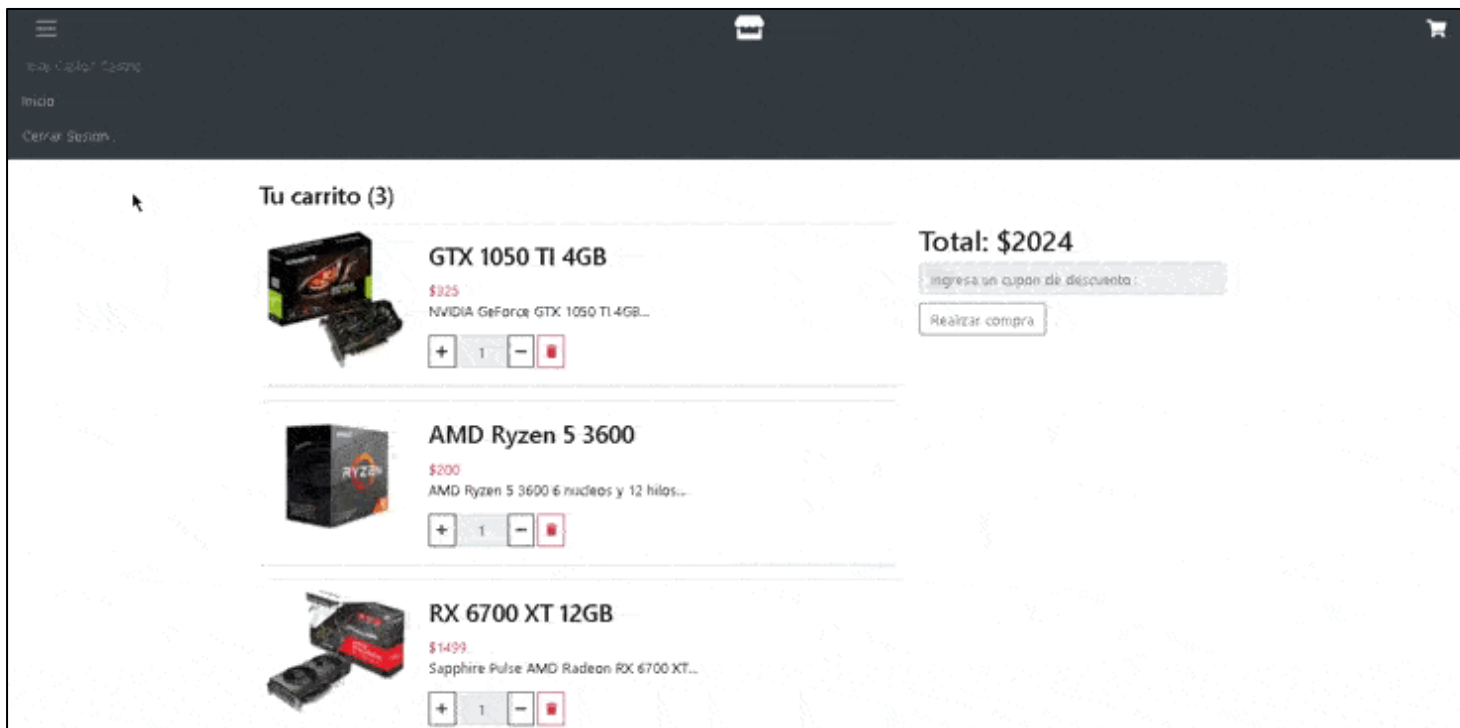 Inicio
Cerrar Sesion
Tu carrito (3)
GTX 1050 TI 4GB
$325
NVIDIA GeForce GTX 1050 TI 4GB...
+ 1 −
Total: $2024
Ingresa un cupon de descuento
Realizar compra
AMD Ryzen 5 3600
$200
AMD Ryzen 5 3600 6 nucleos y 12 hilos...
+ 1 −
RYZEN
RX 6700 XT 12GB
$1499
Sapphire Pulse AMD Radeon RX 6700 XT...
+ 1 −